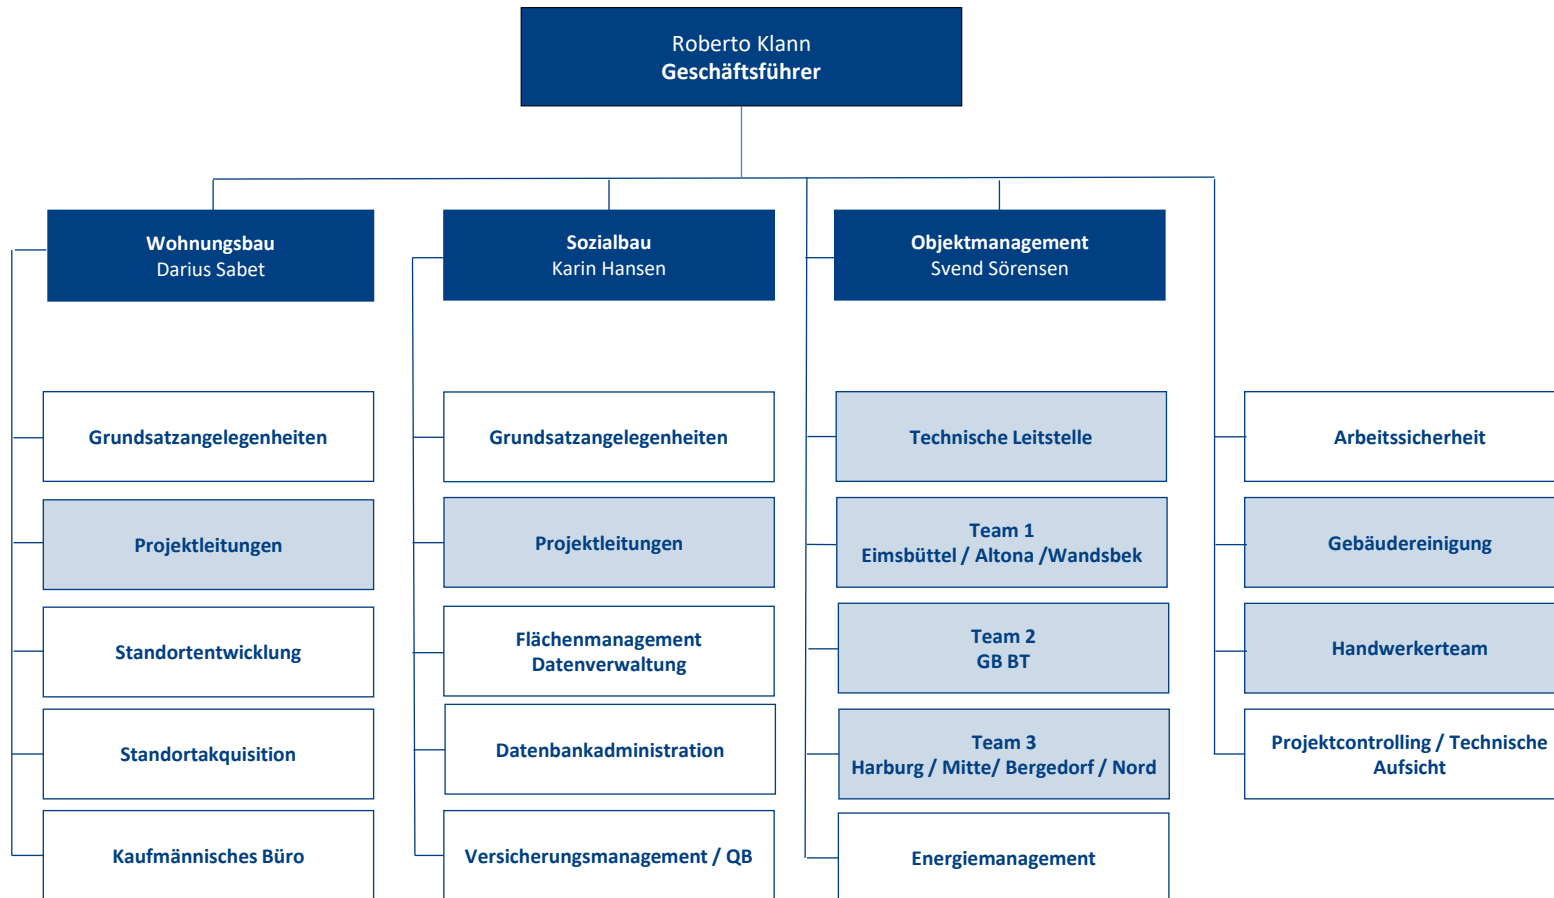 Roberto Klann
Geschäftsführer
Wohnungsbau
Darius Sabet
Sozialbau
Karin Hansen
Objektmanagement
Svend Sörensen
Grundsatzangelegenheiten
Projektleitungen
Standortentwicklung
Standortakquisition
Kaufmännisches Büro
Grundsatzangelegenheiten
Projektleitungen
Flächenmanagement
Datenverwaltung
Datenbankadministration
Versicherungsmanagement / QB
Technische Leitstelle
Team 1
Eimsbüttel / Altona /Wandsbek
Team 2
GB BT
Team 3
Harburg / Mitte/ Bergedorf / Nord
Energiemanagement
Arbeitssicherheit
Gebäudereinigung
Handwerkerteam
Projektcontrolling / Technische
Aufsicht